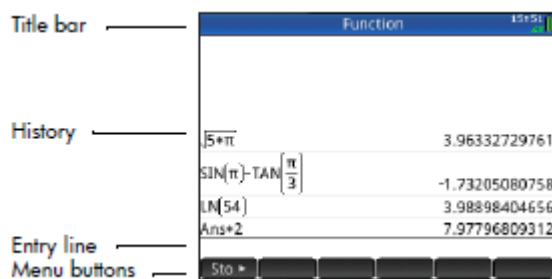 Title bar
Function
15:51
History
√5*π
3.96332729761
SIN(π)-TAN(π/3)
-1.73205080758
LN(54)
3.98898404656
Ans*2
7.97796809312
Entry line
Menu buttons
Sto ▸